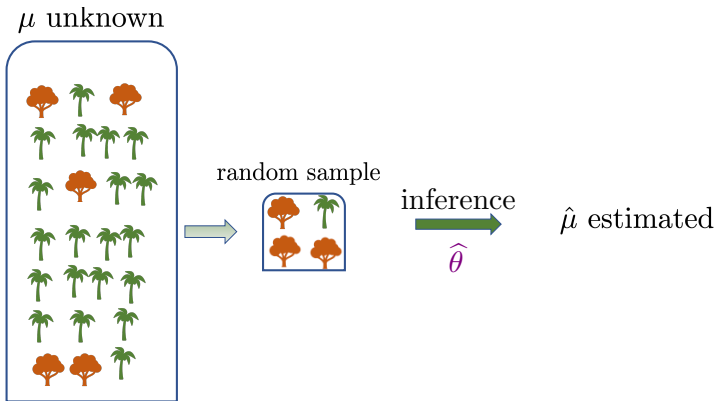 μ unknown
random sample
inference
θ̂
μ̂ estimated